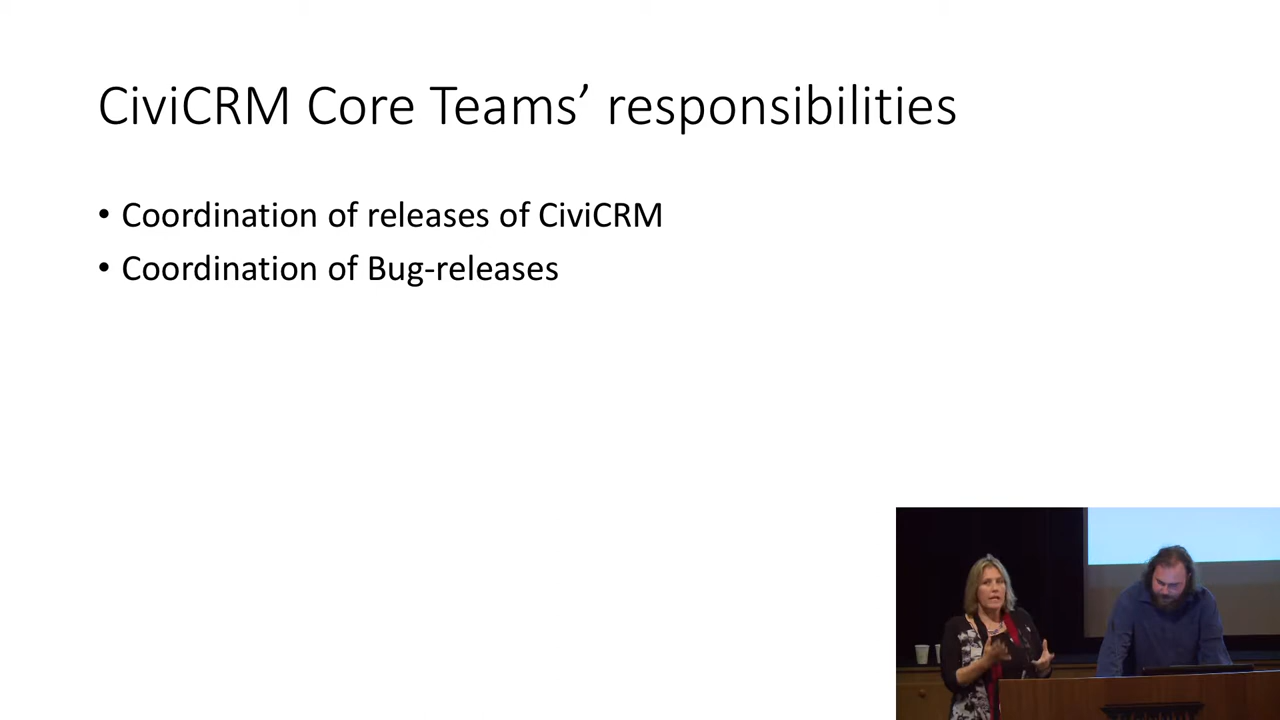 CiviCRM Core Teams’ responsibilities
• Coordination of releases of CiviCRM
• Coordination of Bug-releases